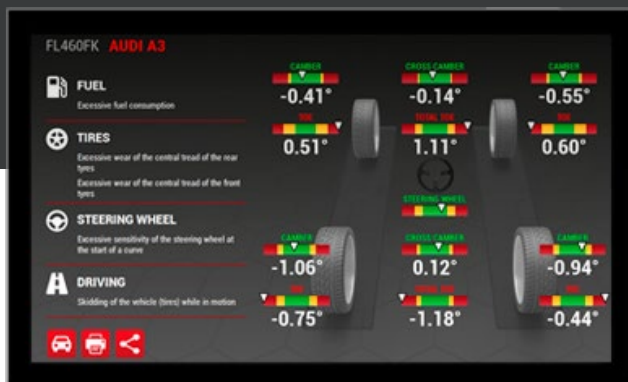 FL460FK AUDI A3
FUEL
Excessive fuel consumption
TIRES
Excessive wear of the central tread of the rear
tyres
Excessive wear of the central tread of the front
tyres
STEERING WHEEL
Excessive sensitivity of the steering wheel at
the start of a curve
DRIVING
Skidding of the vehicle (tires) while in motion
CAMBER CROSS CAMBER CAMBER
-0.41° -0.14° -0.55°
TOE TOTAL TOE TOE
0.51° 1.11° 0.60°
STEERING WHEEL
CAMBER CROSS CAMBER CAMBER
-1.06° 0.12° -0.94°
TOE TOTAL TOE TOE
-0.75° -1.18° -0.44°